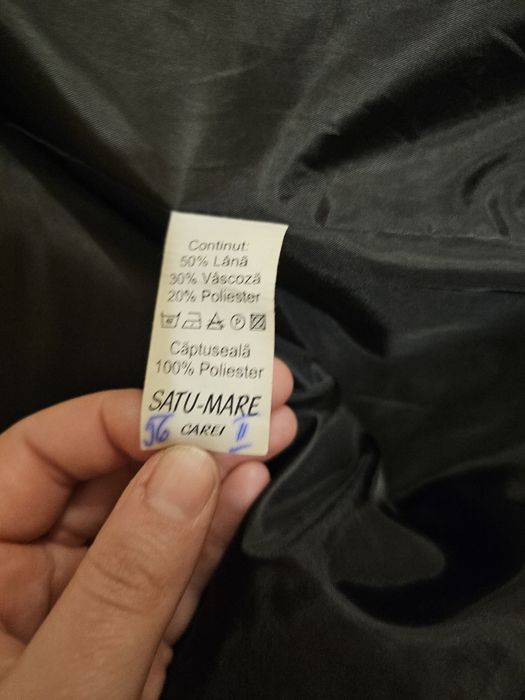 Continut:
50% Lână
30% Vâscoză
20% Poliester
Căptuseală
100% Poliester
SATU-MARE
56 CAREI II